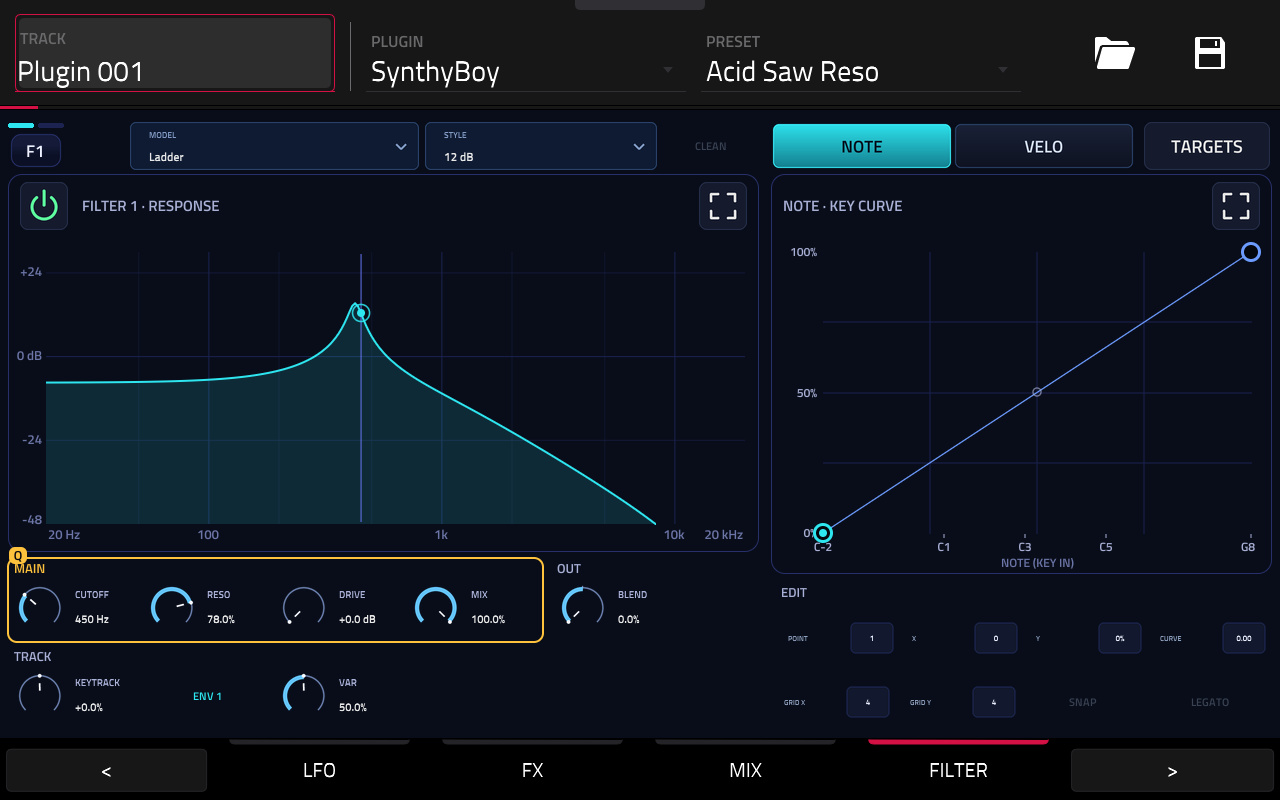 TRACK
Plugin 001
PLUGIN
SynthyBoy
PRESET
Acid Saw Reso
F1
MODEL
Ladder
STYLE
12 dB
CLEAN
NOTE
VELO
TARGETS
FILTER 1 · RESPONSE
+24
0 dB
-24
-48
20 Hz
100
1k
10k
20 kHz
NOTE · KEY CURVE
100%
50%
0%
C-2
C1
C3
C5
G8
NOTE (KEY IN)
Q
MAIN
CUTOFF
450 Hz
RESO
78.0%
DRIVE
+0.0 dB
MIX
100.0%
OUT
BLEND
0.0%
TRACK
KEYTRACK
+0.0%
ENV 1
VAR
50.0%
EDIT
POINT
1
X
0
Y
0%
CURVE
0.00
GRID X
4
GRID Y
4
SNAP
LEGATO
<
LFO
FX
MIX
FILTER
>